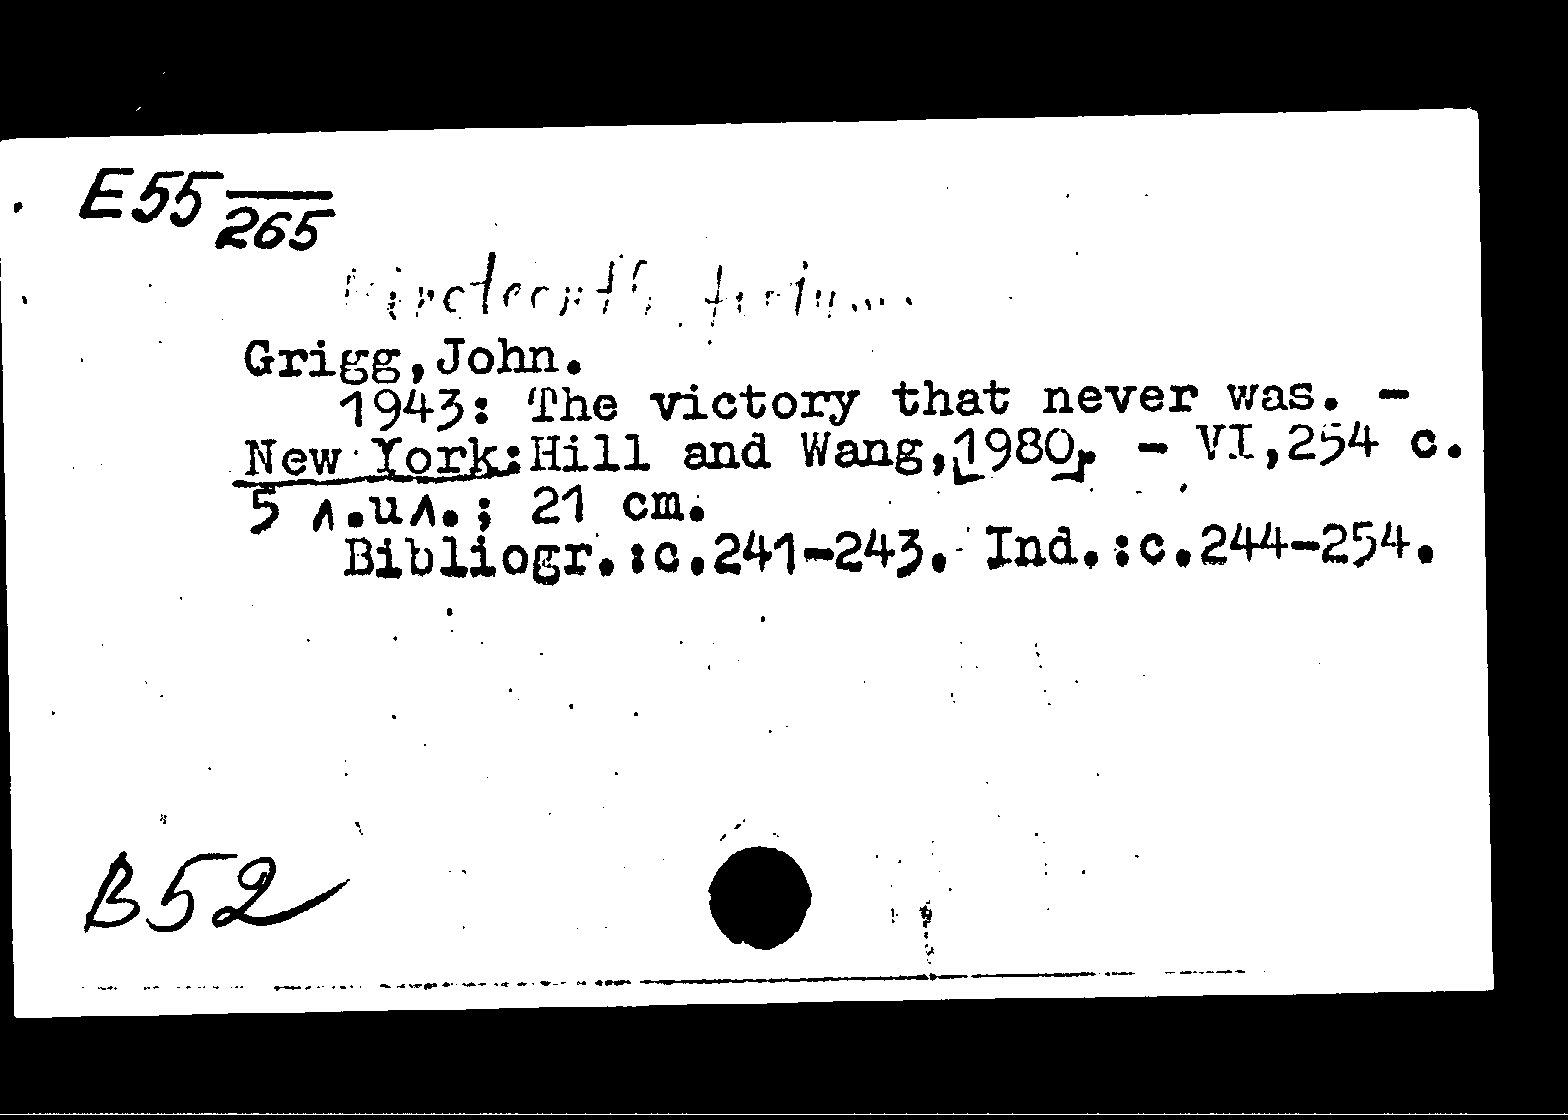 E55
265
Grigg, John.
1943: The victory that never was. -
New York: Hill and Wang, [1980]. - VI, 254 с.
5 л.ил.; 21 cm.
Bibliogr.: с.241-243. Ind.: с.244-254.
B52